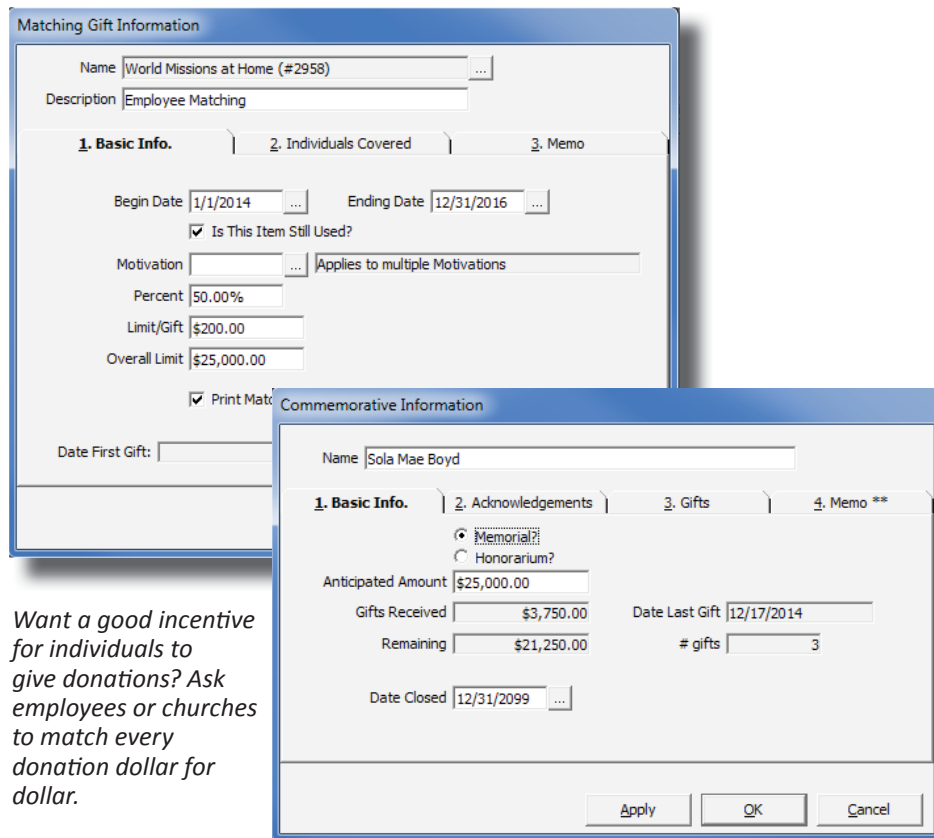 Matching Gift Information
Name World Missions at Home (#2958) ...
Description Employee Matching
1. Basic Info. 2. Individuals Covered 3. Memo
Begin Date 1/1/2014 ... Ending Date 12/31/2016 ...
Is This Item Still Used?
Motivation ... Applies to multiple Motivations
Percent 50.00%
Limit/Gift $200.00
Overall Limit $25,000.00
Print Matc
Date First Gift:
Commemorative Information
Name Sola Mae Boyd
1. Basic Info. 2. Acknowledgements 3. Gifts 4. Memo **
Memorial?
Honorarium?
Anticipated Amount $25,000.00
Gifts Received $3,750.00 Date Last Gift 12/17/2014
Remaining $21,250.00 # gifts 3
Date Closed 12/31/2099 ...
Apply OK Cancel
Want a good incentive
for individuals to
give donations? Ask
employees or churches
to match every
donation dollar for
dollar.